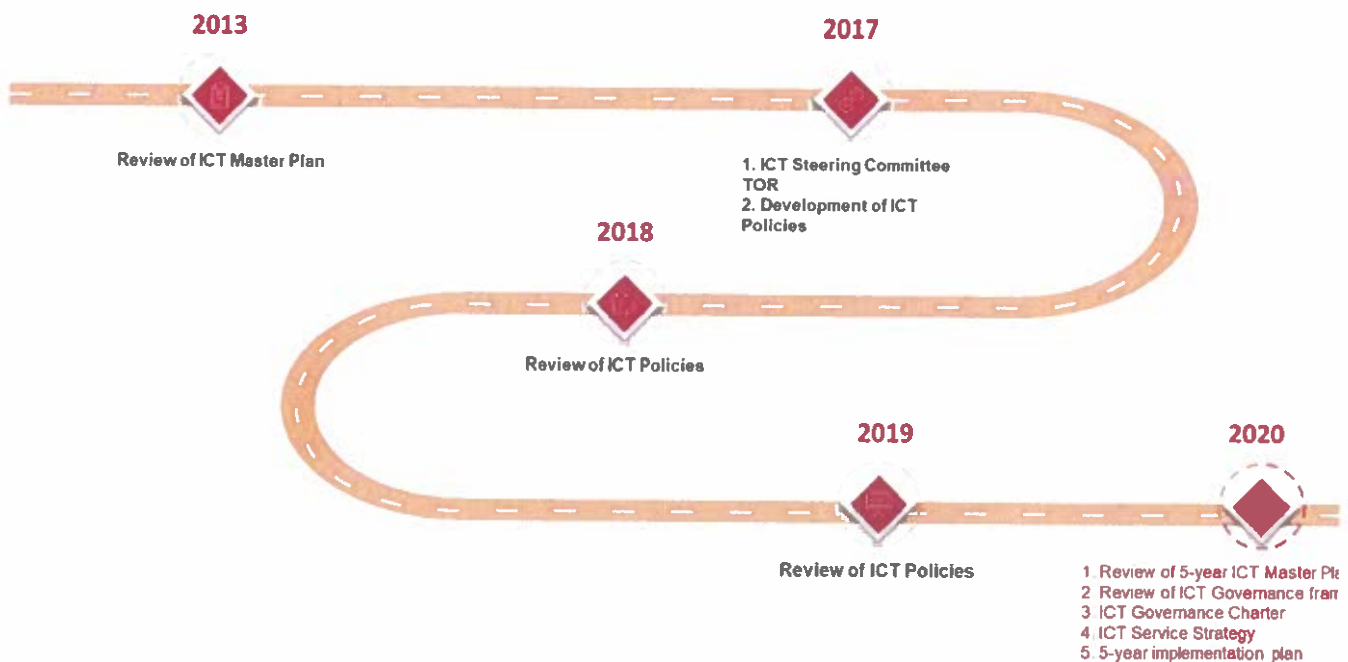 2013
Review of ICT Master Plan
2017
1. ICT Steering Committee
TOR
2. Development of ICT
Policies
2018
Review of ICT Policies
2019
Review of ICT Policies
2020
1. Review of 5-year ICT Master
2 Review of ICT Governance
3. ICT Governance Charter
4. ICT Service Strategy
5. 5-year implementation plan